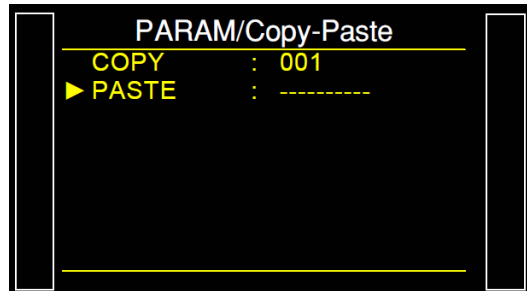 PARAM/Copy-Paste
COPY : 001
▶ PASTE : ----------